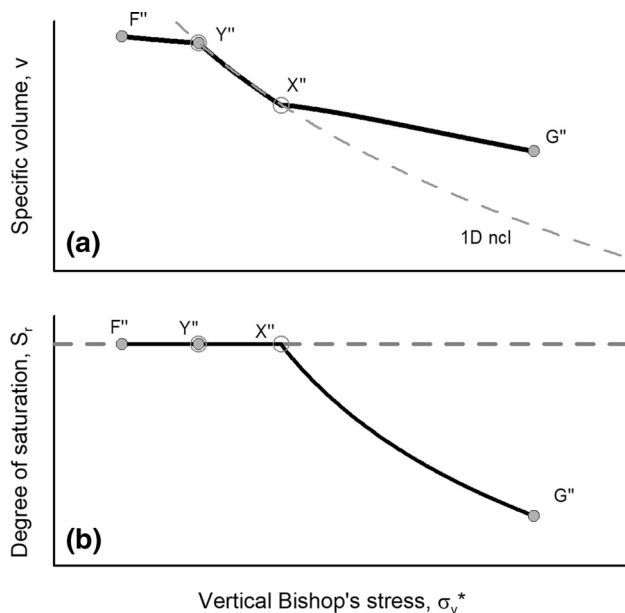 Specific volume, v
F"
Y"
X"
G"
1D ncl
(a)
Degree of saturation, Sᵣ
F"
Y"
X"
G"
(b)
Vertical Bishop's stress, σᵥ*